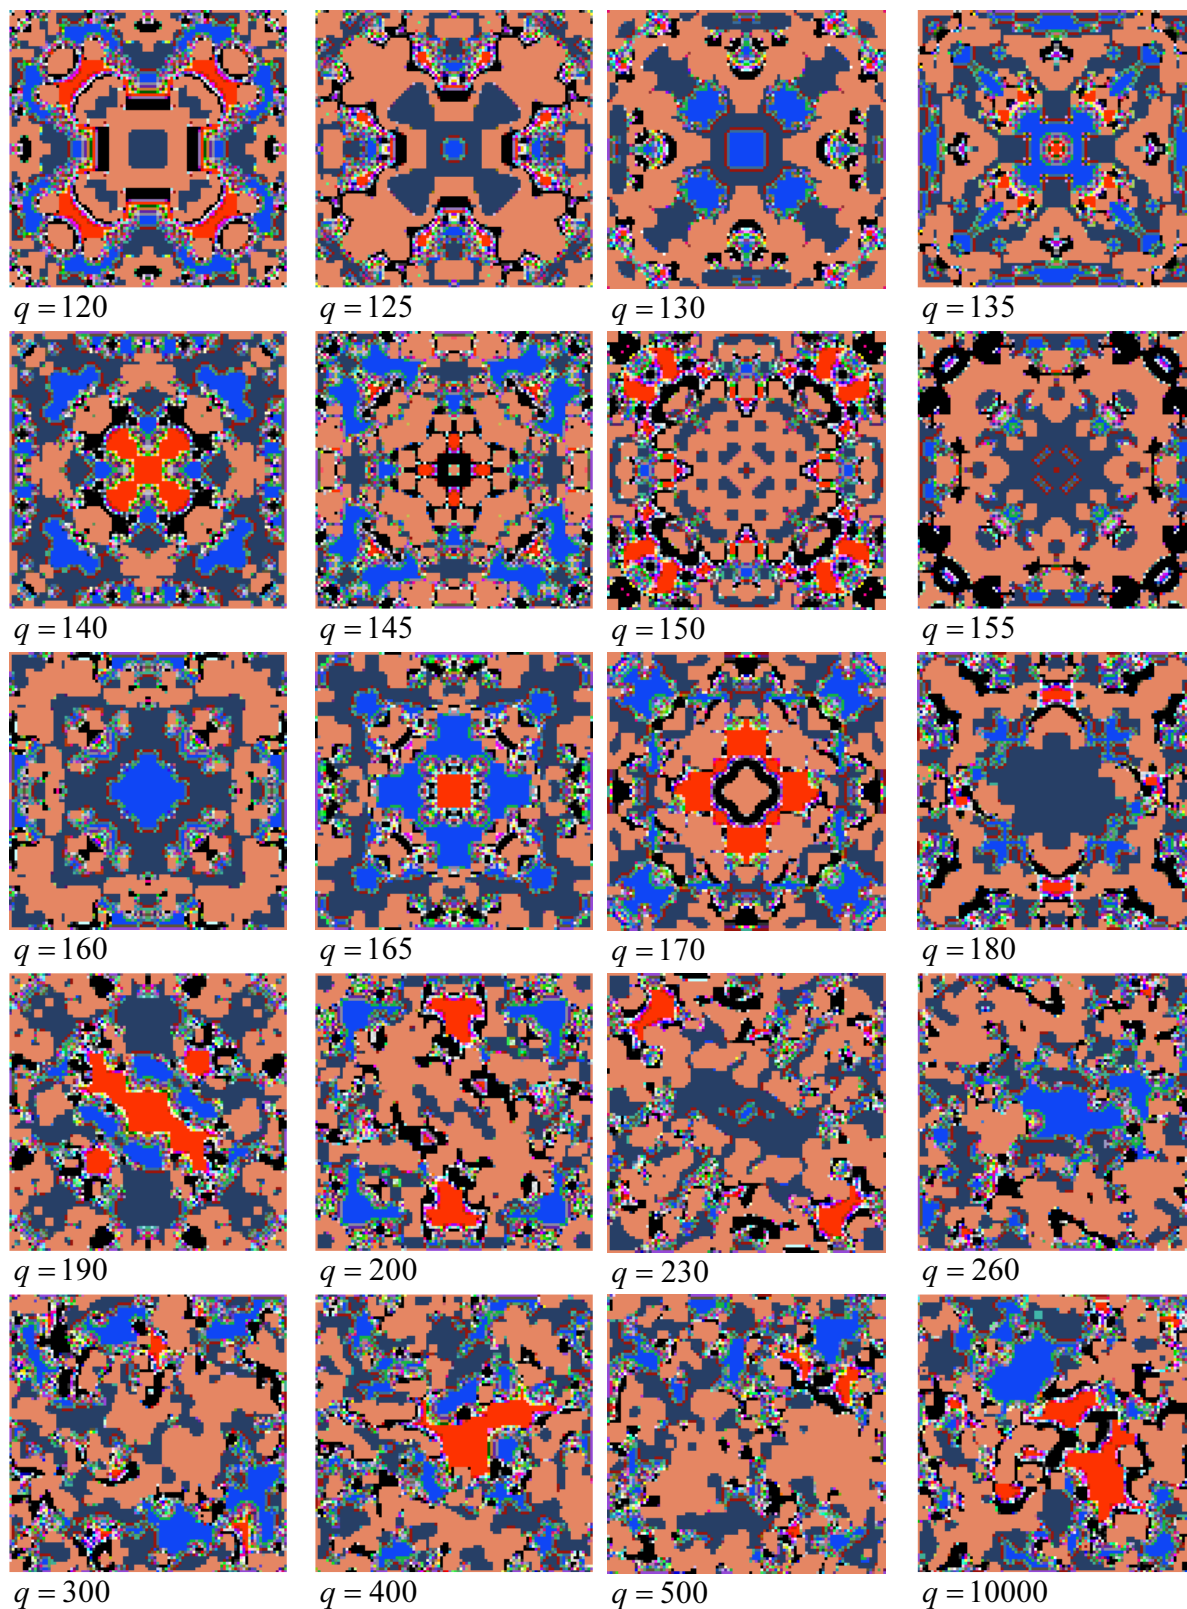 q = 120 q = 125 q = 130 q = 135
q = 140 q = 145 q = 150 q = 155
q = 160 q = 165 q = 170 q = 180
q = 190 q = 200 q = 230 q = 260
q = 300 q = 400 q = 500 q = 10000